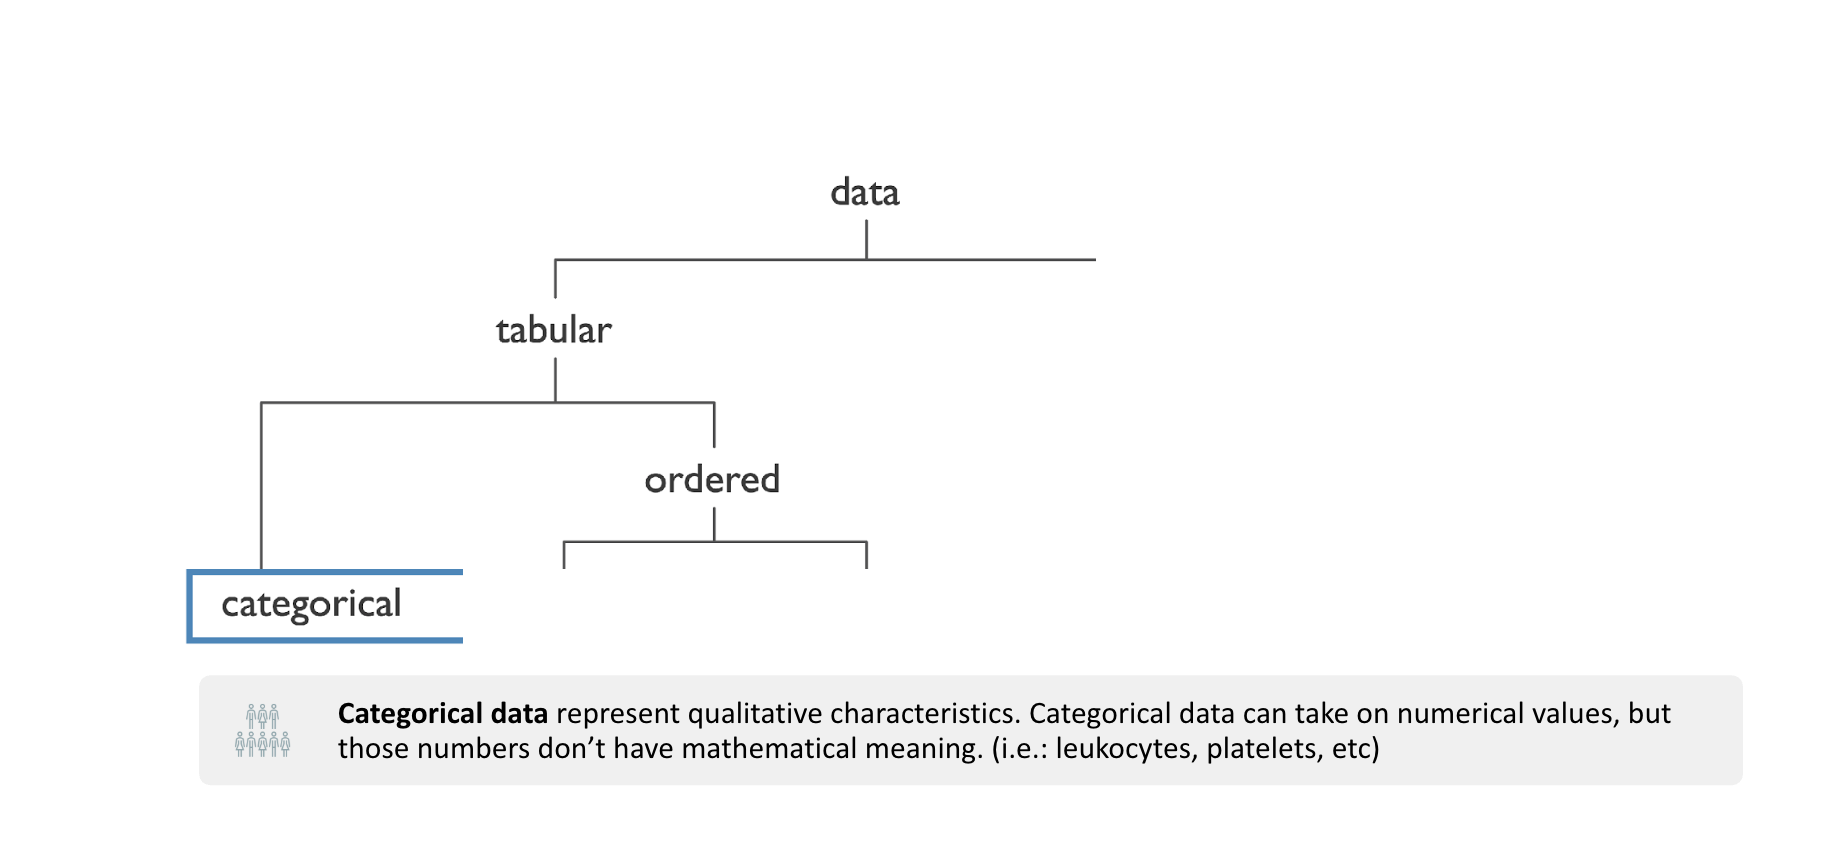 data
tabular
ordered
categorical
Categorical data represent qualitative characteristics. Categorical data can take on numerical values, but
those numbers don’t have mathematical meaning. (i.e.: leukocytes, platelets, etc)